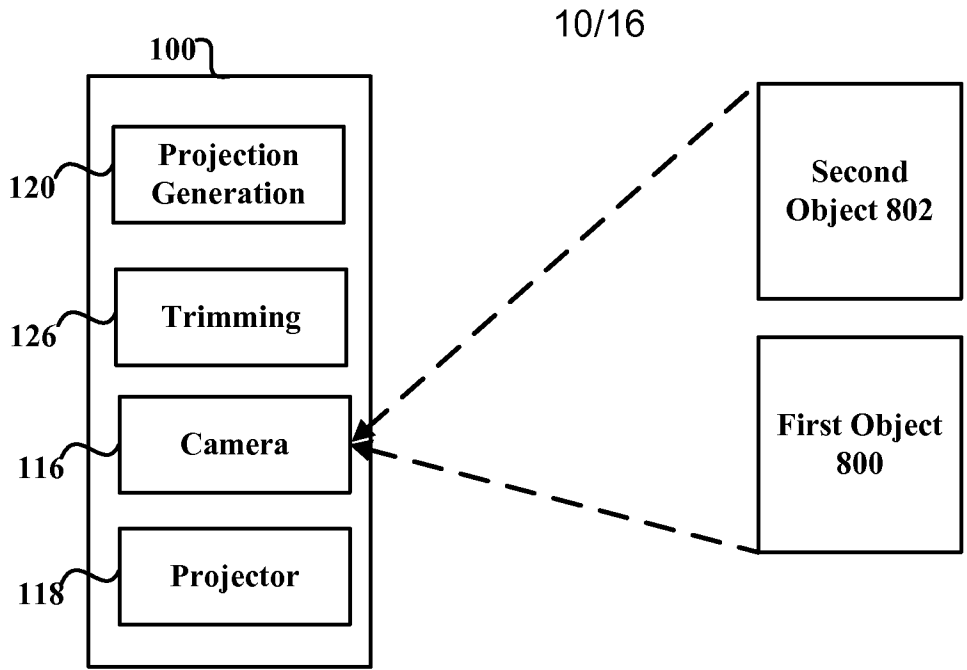 10/16
100
120
Projection
Generation
126
Trimming
116
Camera
118
Projector
Second
Object 802
First Object
800